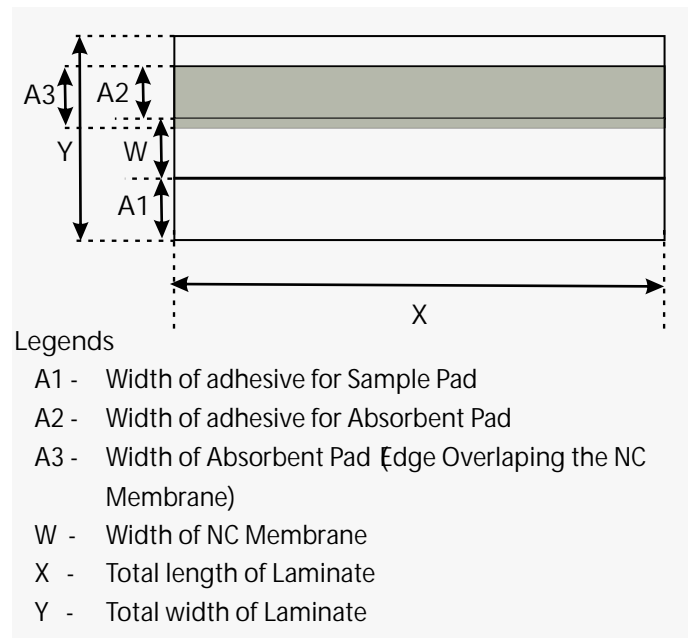 A3
A2
Y
W
A1
X
Legends
A1 - Width of adhesive for Sample Pad
A2 - Width of adhesive for Absorbent Pad
A3 - Width of Absorbent Pad (Edge Overlaping the NC
Membrane)
W - Width of NC Membrane
X - Total length of Laminate
Y - Total width of Laminate